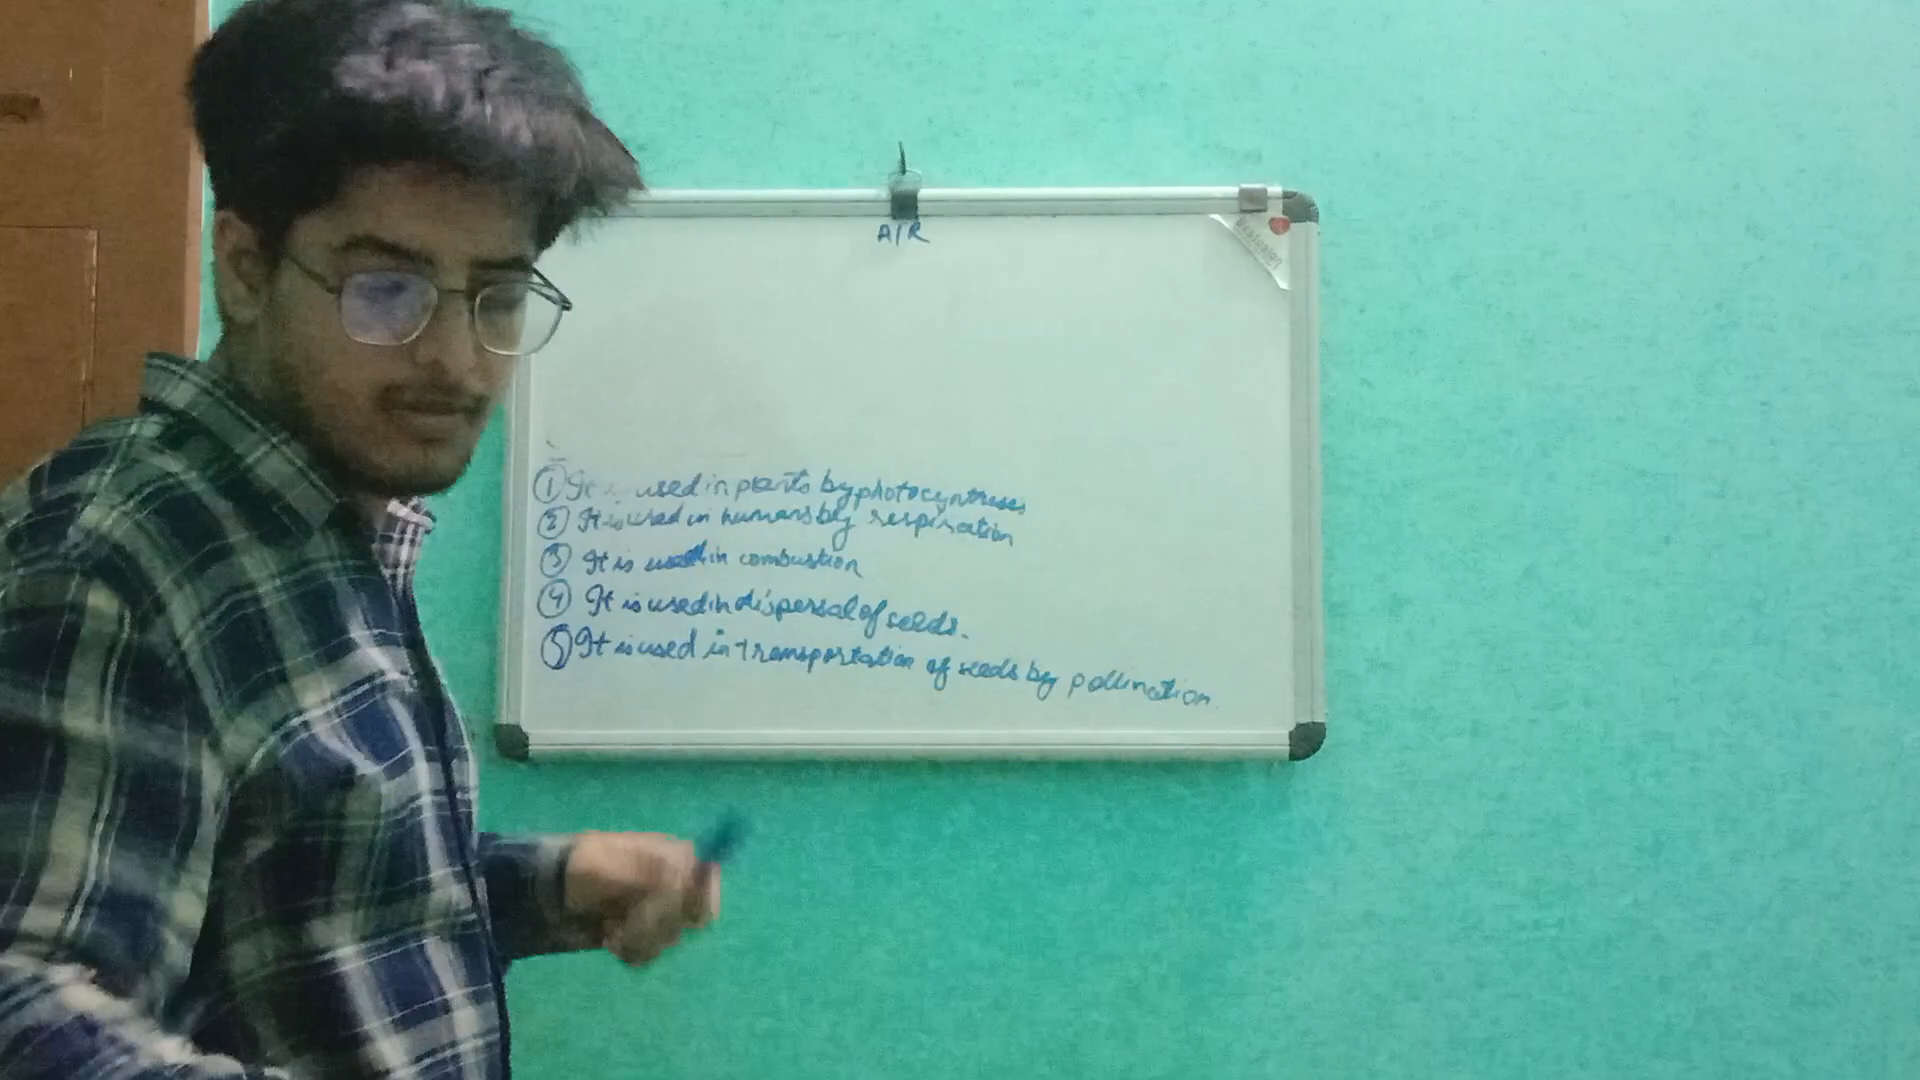 AIR
① It is used in plants by photocyntheses
② It is used in humans by respiration
③ It is used in combustion
④ It is used in dispersal of seeds.
⑤ It is used in transportation of seeds by pollination.